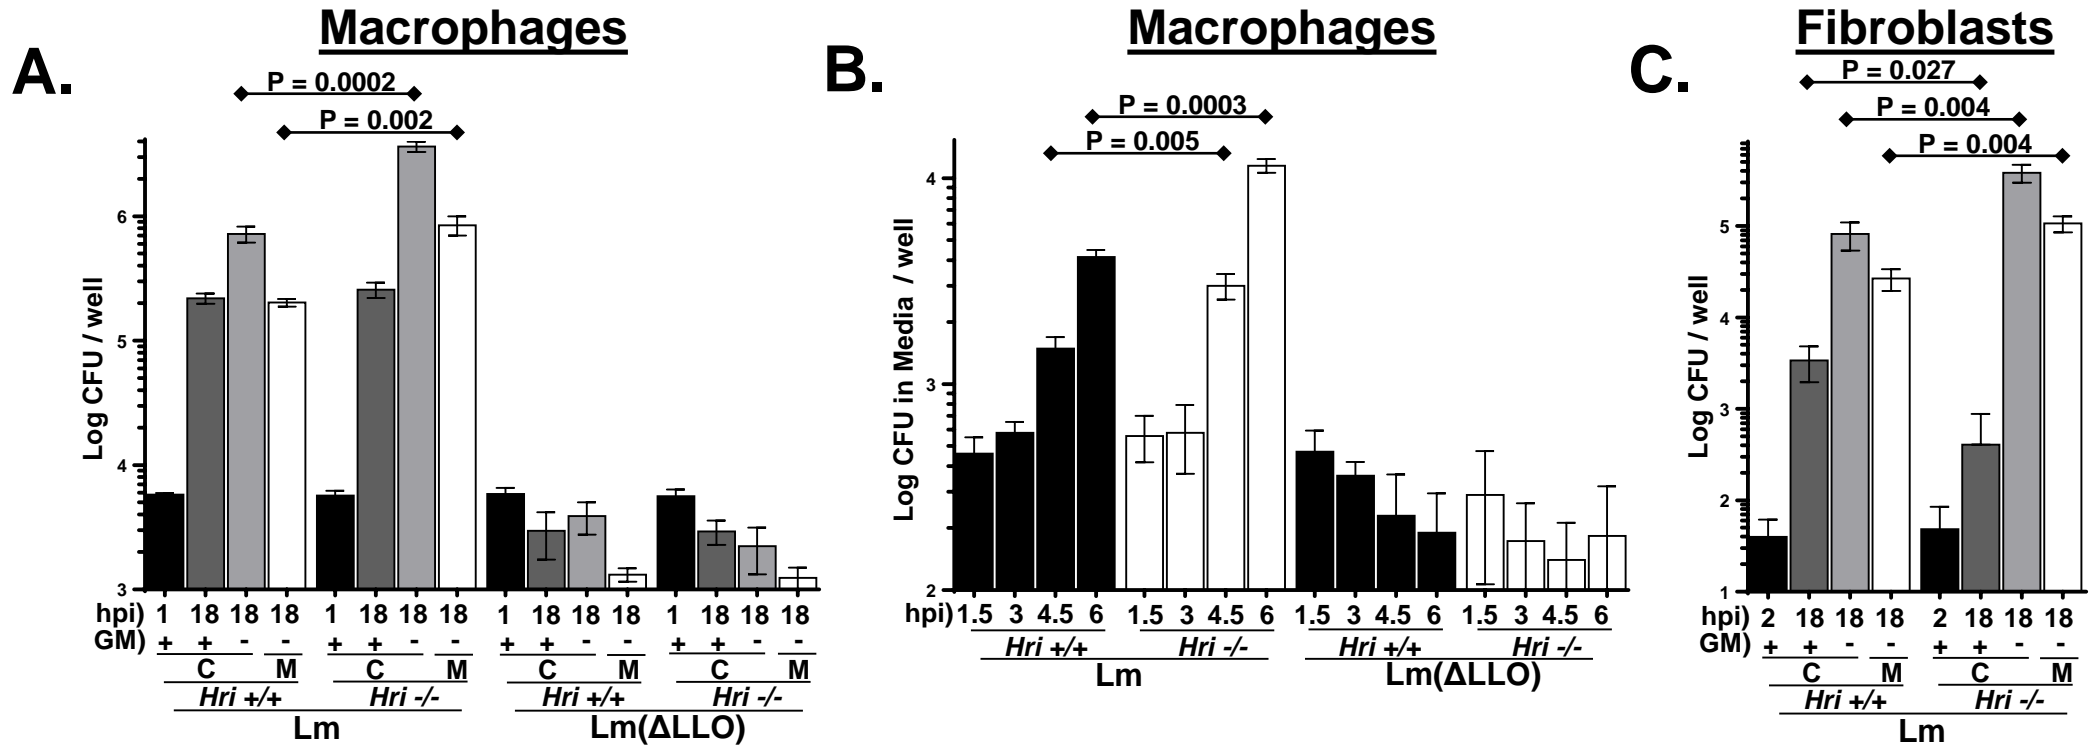 Macrophages
A.
P = 0.0002
P = 0.002
Log CFU / well
6
5
4
3
hpi) 1 18 18 18 1 18 18 18 1 18 18 18 1 18 18 18
GM) + + - - + + - - + + - - + + - -
C M C M C M C M
Hri +/+ Hri -/- Hri +/+ Hri -/-
Lm Lm(ΔLLO)
Macrophages
B.
P = 0.0003
P = 0.005
Log CFU in Media / well
4
3
2
hpi) 1.5 3 4.5 6 1.5 3 4.5 6 1.5 3 4.5 6 1.5 3 4.5 6
Hri +/+ Hri -/- Hri +/+ Hri -/-
Lm Lm(ΔLLO)
Fibroblasts
C.
P = 0.027
P = 0.004
P = 0.004
Log CFU / well
5
4
3
2
1
hpi) 2 18 18 18 2 18 18 18
GM) + + - - + + - -
C M C M
Hri +/+ Hri -/-
Lm